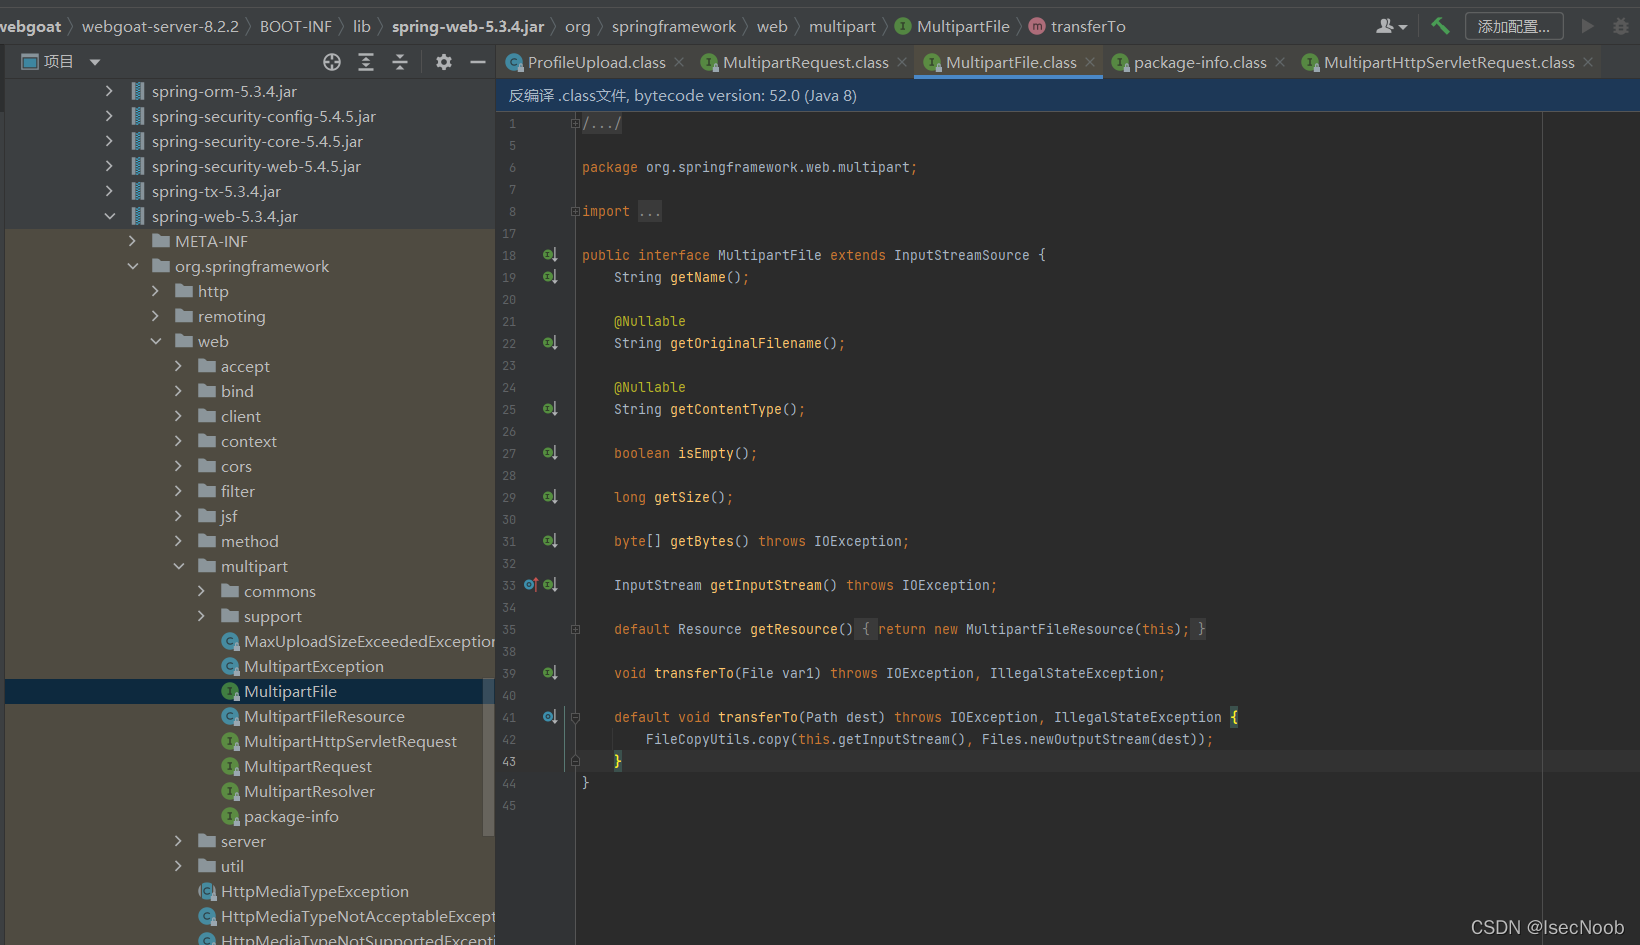 webgoat webgoat-server-8.2.2 BOOT-INF lib spring-web-5.3.4.jar org springframework web multipart MultipartFile transferTo 添加配置...
项目
ProfileUpload.class MultipartRequest.class MultipartFile.class package-info.class MultipartHttpServletRequest.class
反编译 .class文件, bytecode version: 52.0 (Java 8)
spring-orm-5.3.4.jar
spring-security-config-5.4.5.jar
spring-security-core-5.4.5.jar
spring-security-web-5.4.5.jar
spring-tx-5.3.4.jar
spring-web-5.3.4.jar
META-INF
org.springframework
http
remoting
web
accept
bind
client
context
cors
filter
jsf
method
multipart
commons
support
MaxUploadSizeExceededException
MultipartException
MultipartFile
MultipartFileResource
MultipartHttpServletRequest
MultipartRequest
MultipartResolver
package-info
server
util
HttpMediaTypeException
HttpMediaTypeNotAcceptableExcept
HttpMediaTypeNotSupportedExcepti
1 /.../
5
6 package org.springframework.web.multipart;
7
8 import ...
17
18 public interface MultipartFile extends InputStreamSource {
19 String getName();
20
21 @Nullable
22 String getOriginalFilename();
23
24 @Nullable
25 String getContentType();
26
27 boolean isEmpty();
28
29 long getSize();
30
31 byte[] getBytes() throws IOException;
32
33 InputStream getInputStream() throws IOException;
34
35 default Resource getResource() { return new MultipartFileResource(this); }
38
39 void transferTo(File var1) throws IOException, IllegalStateException;
40
41 default void transferTo(Path dest) throws IOException, IllegalStateException {
42 FileCopyUtils.copy(this.getInputStream(), Files.newOutputStream(dest));
43 }
44 }
45
CSDN @IsecNoob